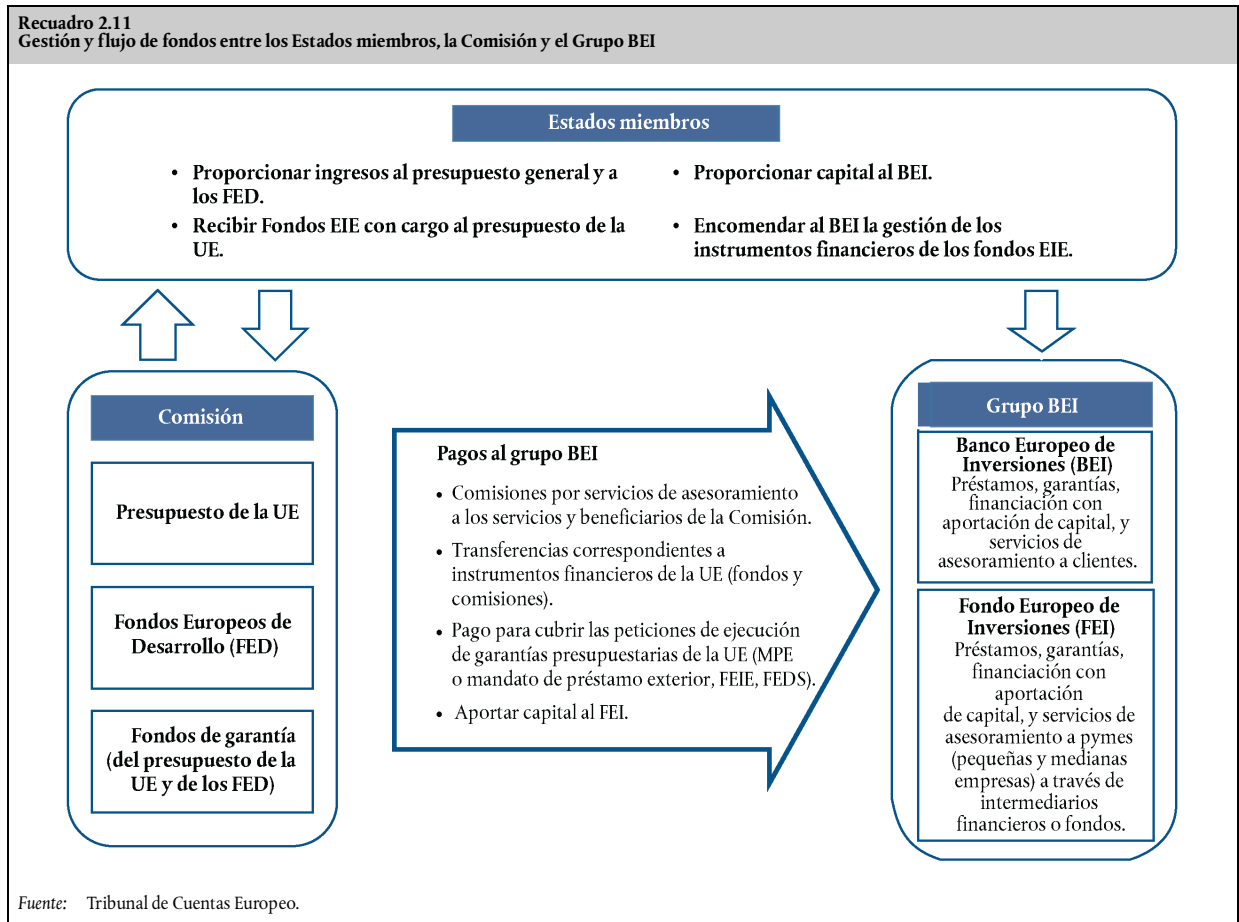 Recuadro 2.11
Gestión y flujo de fondos entre los Estados miembros, la Comisión y el Grupo BEI
Estados miembros
• Proporcionar ingresos al presupuesto general y a
los FED.
• Recibir Fondos EIE con cargo al presupuesto de la
UE.
• Proporcionar capital al BEI.
• Encomendar al BEI la gestión de los
instrumentos financieros de los fondos EIE.
Comisión
Presupuesto de la UE
Fondos Europeos de
Desarrollo (FED)
Fondos de garantía
(del presupuesto de la
UE y de los FED)
Pagos al grupo BEI
• Comisiones por servicios de asesoramiento
a los servicios y beneficiarios de la Comisión.
• Transferencias correspondientes a
instrumentos financieros de la UE (fondos y
comisiones).
• Pago para cubrir las peticiones de ejecución
de garantías presupuestarias de la UE (MPE
o mandato de préstamo exterior, FEIE, FEDS).
• Aportar capital al FEI.
Grupo BEI
Banco Europeo de
Inversiones (BEI)
Préstamos, garantías,
financiación con
aportación de capital, y
servicios de
asesoramiento a clientes.
Fondo Europeo de
Inversiones (FEI)
Préstamos, garantías,
financiación con
aportación
de capital, y servicios de
asesoramiento a pymes
(pequeñas y medianas
empresas) a través de
intermediarios
financieros o fondos.
Fuente: Tribunal de Cuentas Europeo.